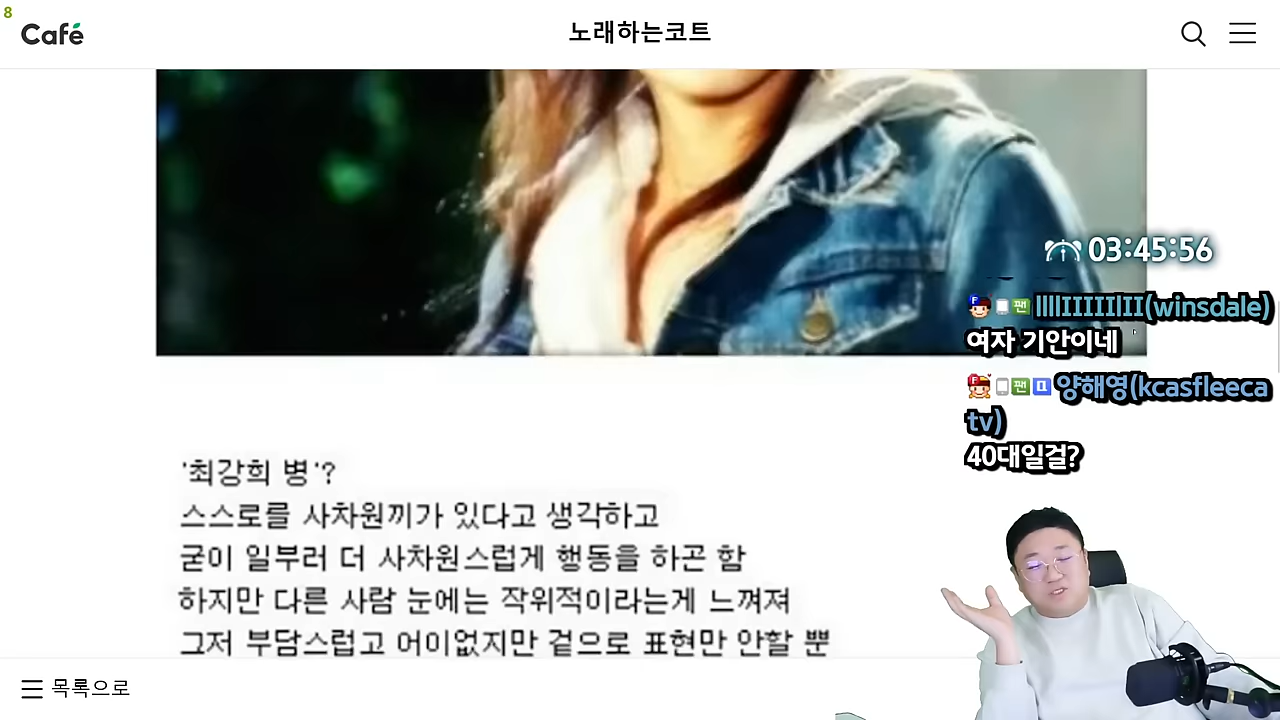 8
Café
노래하는코트
03:45:56
llllIIIIIlII(winsdale)
여자 기안이네
양해영(kcasfleeca
tv)
40대일걸?
'최강희 병'?
스스로를 사차원끼가 있다고 생각하고
굳이 일부러 더 사차원스럽게 행동을 하곤 함
하지만 다른 사람 눈에는 작위적이라는게 느껴져
그저 부담스럽고 어이없지만 겉으로 표현만 안할 뿐
목록으로